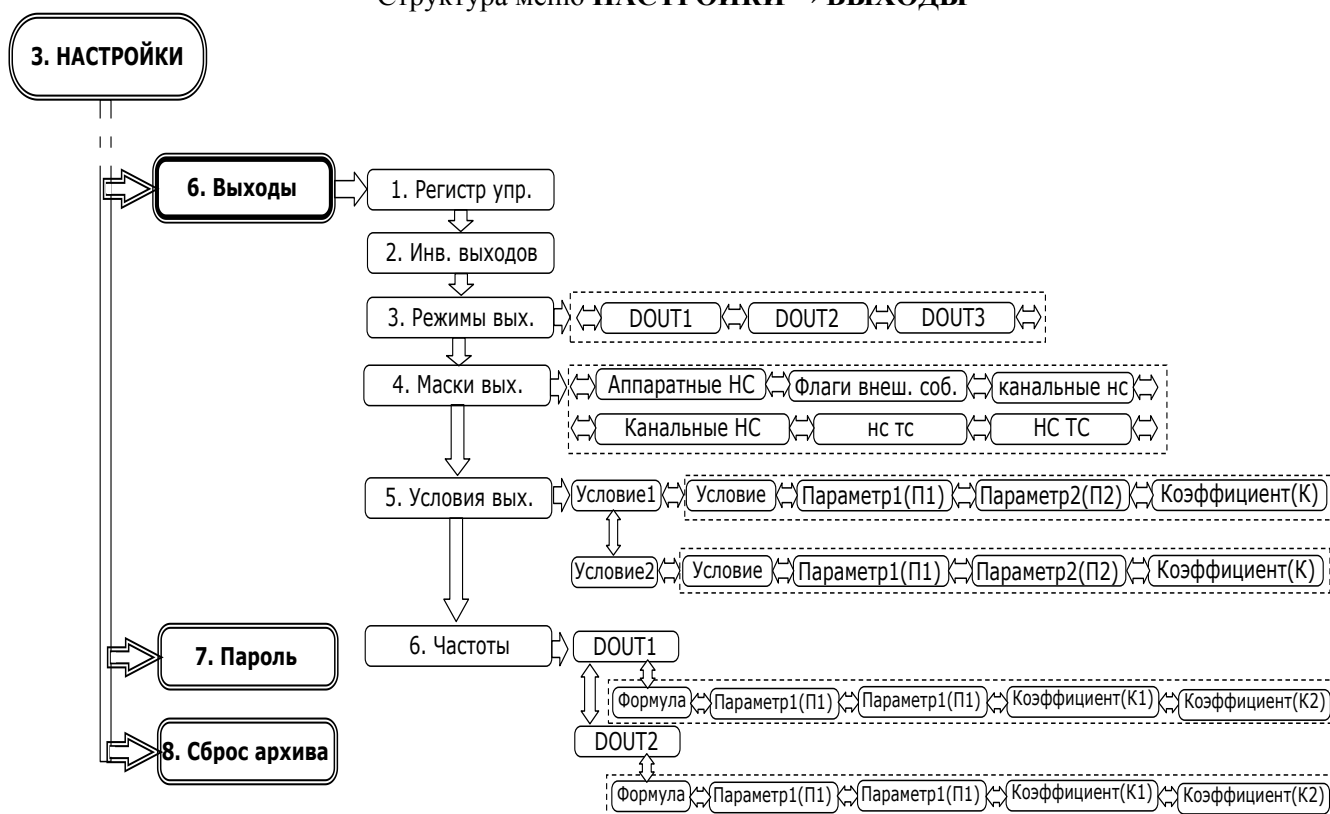 Структура меню НАСТРОЙКИ → ВЫХОДЫ
3. НАСТРОЙКИ
6. Выходы
1. Регистр упр.
2. Инв. выходов
3. Режимы вых.
DOUT1
DOUT2
DOUT3
4. Маски вых.
Аппаратные НС
Флаги внеш. соб.
канальные нс
Канальные НС
нс тс
НС ТС
5. Условия вых.
Условие1
Условие
Параметр1(П1)
Параметр2(П2)
Коэффициент(К)
Условие2
Условие
Параметр1(П1)
Параметр2(П2)
Коэффициент(К)
6. Частоты
DOUT1
Формула
Параметр1(П1)
Параметр1(П1)
Коэффициент(К1)
Коэффициент(К2)
DOUT2
Формула
Параметр1(П1)
Параметр1(П1)
Коэффициент(К1)
Коэффициент(К2)
7. Пароль
8. Сброс архива